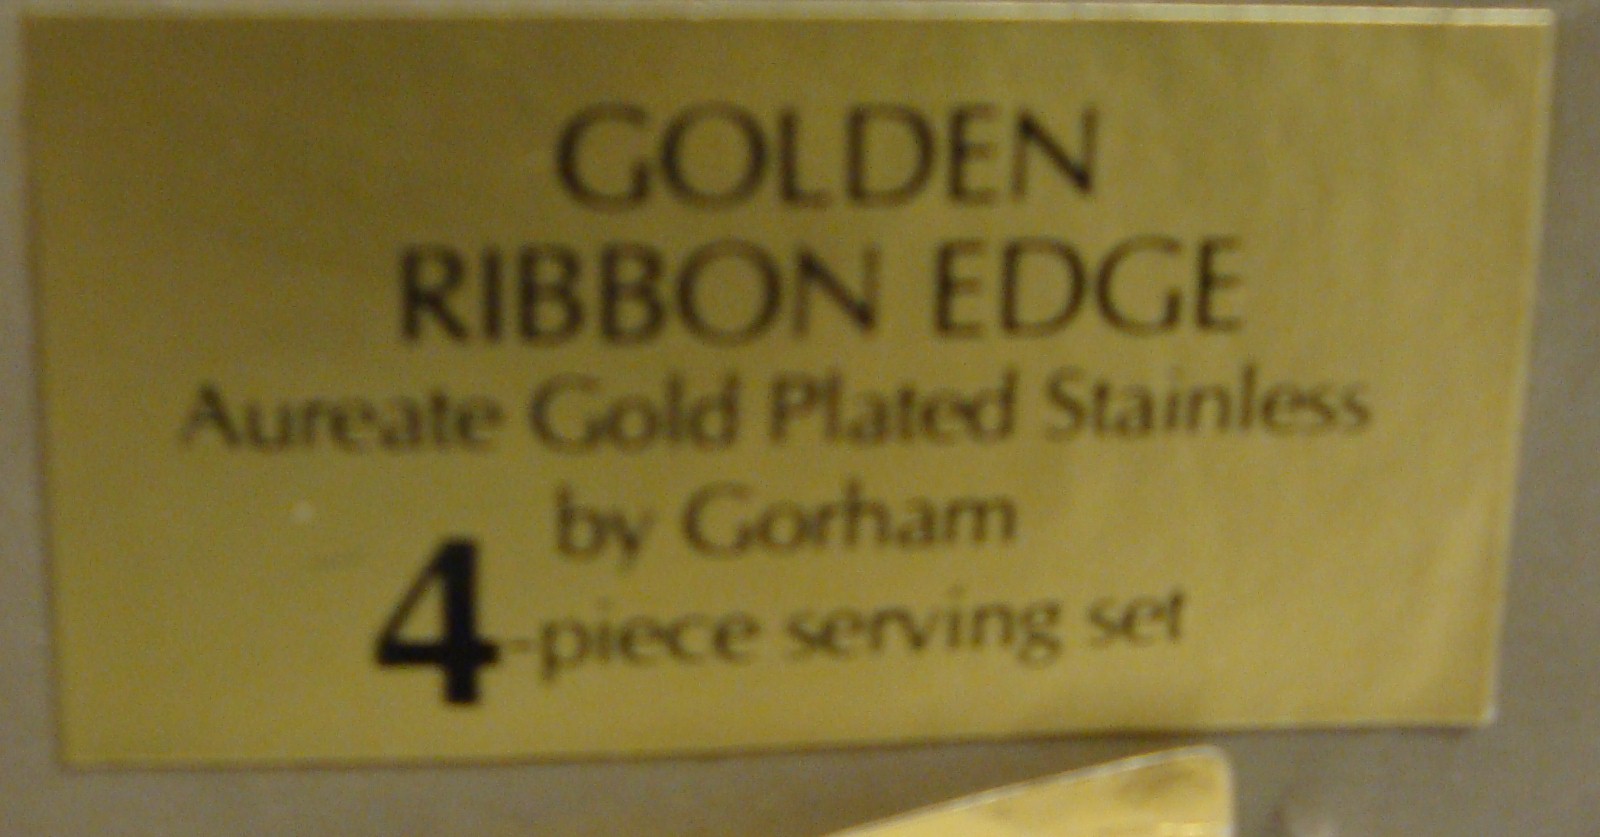 GOLDEN
RIBBON EDGE
Aureate Gold Plated Stainless
by Gorham
4-piece serving set